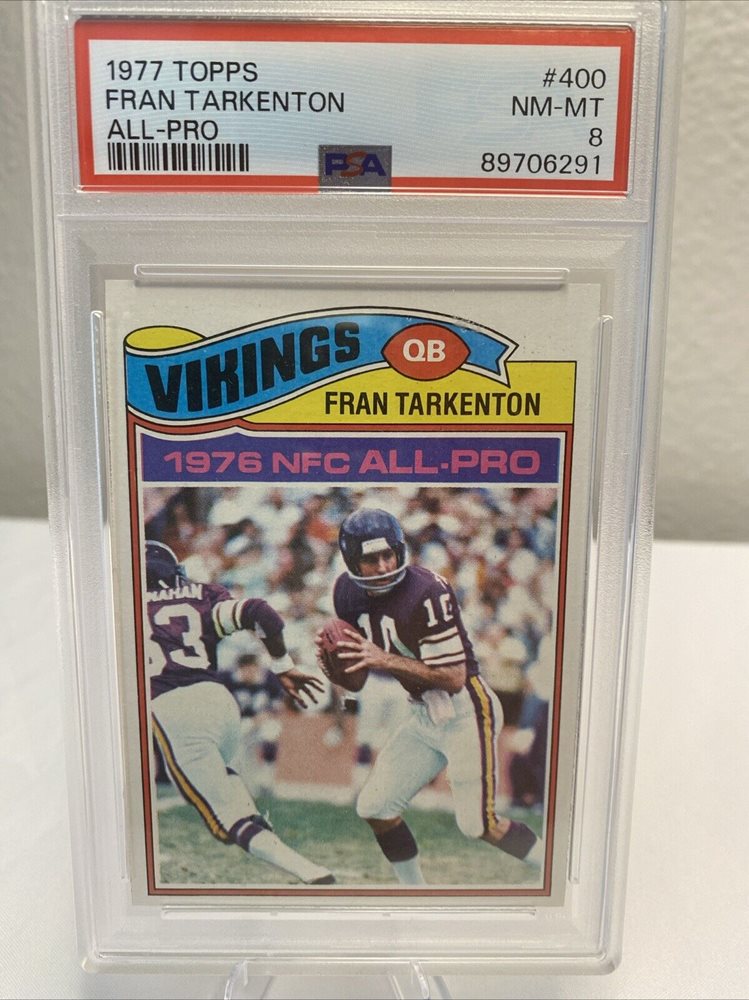 1977 TOPPS
FRAN TARKENTON
ALL-PRO
#400
NM-MT
8
89706291
PSA
VIKINGS
QB
FRAN TARKENTON
1976 NFC ALL-PRO
10
53